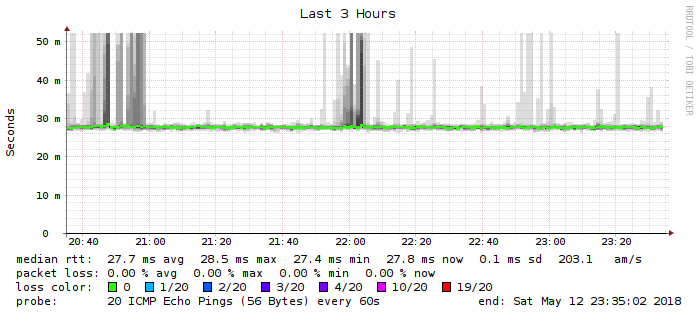 Last 3 Hours
RRDTOOL / TOBI OETIKER
Seconds
50 m
40 m
30 m
20 m
10 m
0
20:40 21:00 21:20 21:40 22:00 22:20 22:40 23:00 23:20
median rtt: 27.7 ms avg 28.5 ms max 27.4 ms min 27.8 ms now 0.1 ms sd 203.1 am/s
packet loss: 0.00 % avg 0.00 % max 0.00 % min 0.00 % now
loss color: 0 1/20 2/20 3/20 4/20 10/20 19/20
probe: 20 ICMP Echo Pings (56 Bytes) every 60s end: Sat May 12 23:35:02 2018